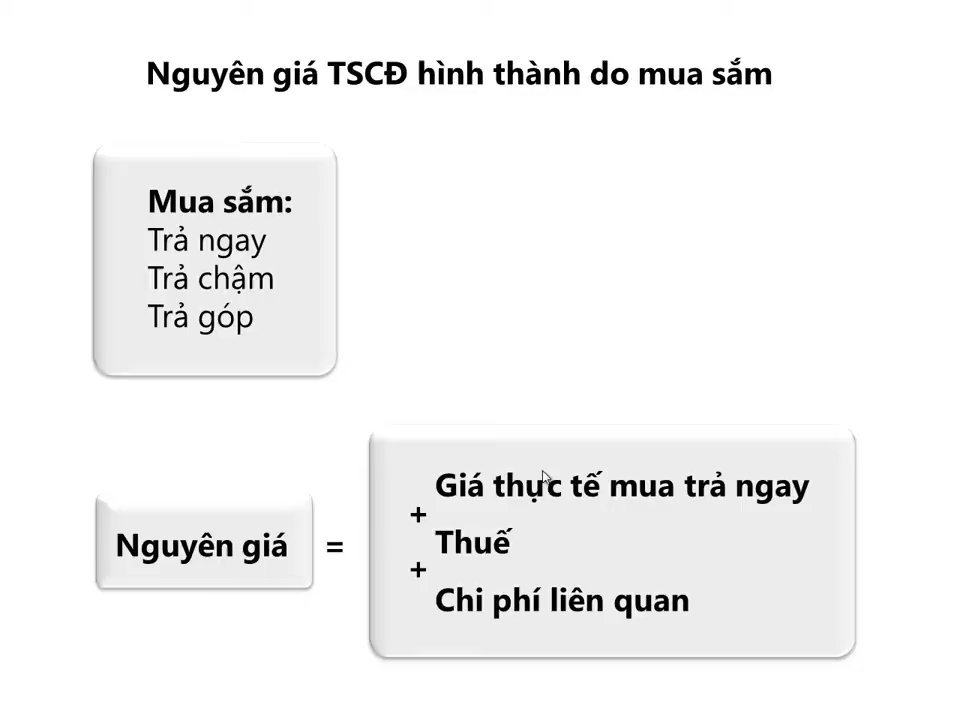 Nguyên giá TSCĐ hình thành do mua sắm
Mua sắm:
Trả ngay
Trả chậm
Trả góp
Nguyên giá
=
Giá thực tế mua trả ngay
+
Thuế
+
Chi phí liên quan